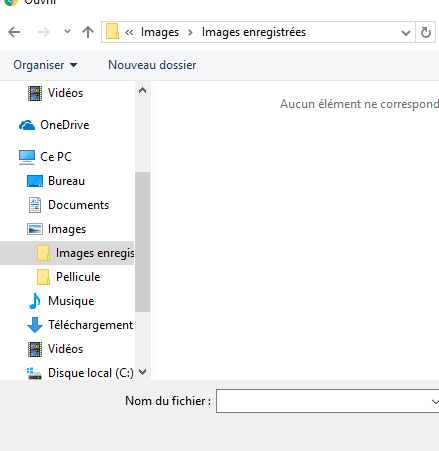 Ouvrir
« Images › Images enregistrées
Organiser Nouveau dossier
Vidéos
Aucun élément ne correspond
OneDrive
Ce PC
Bureau
Documents
Images
Images enregis
Pellicule
Musique
Téléchargement
Vidéos
Disque local (C:)
Nom du fichier :